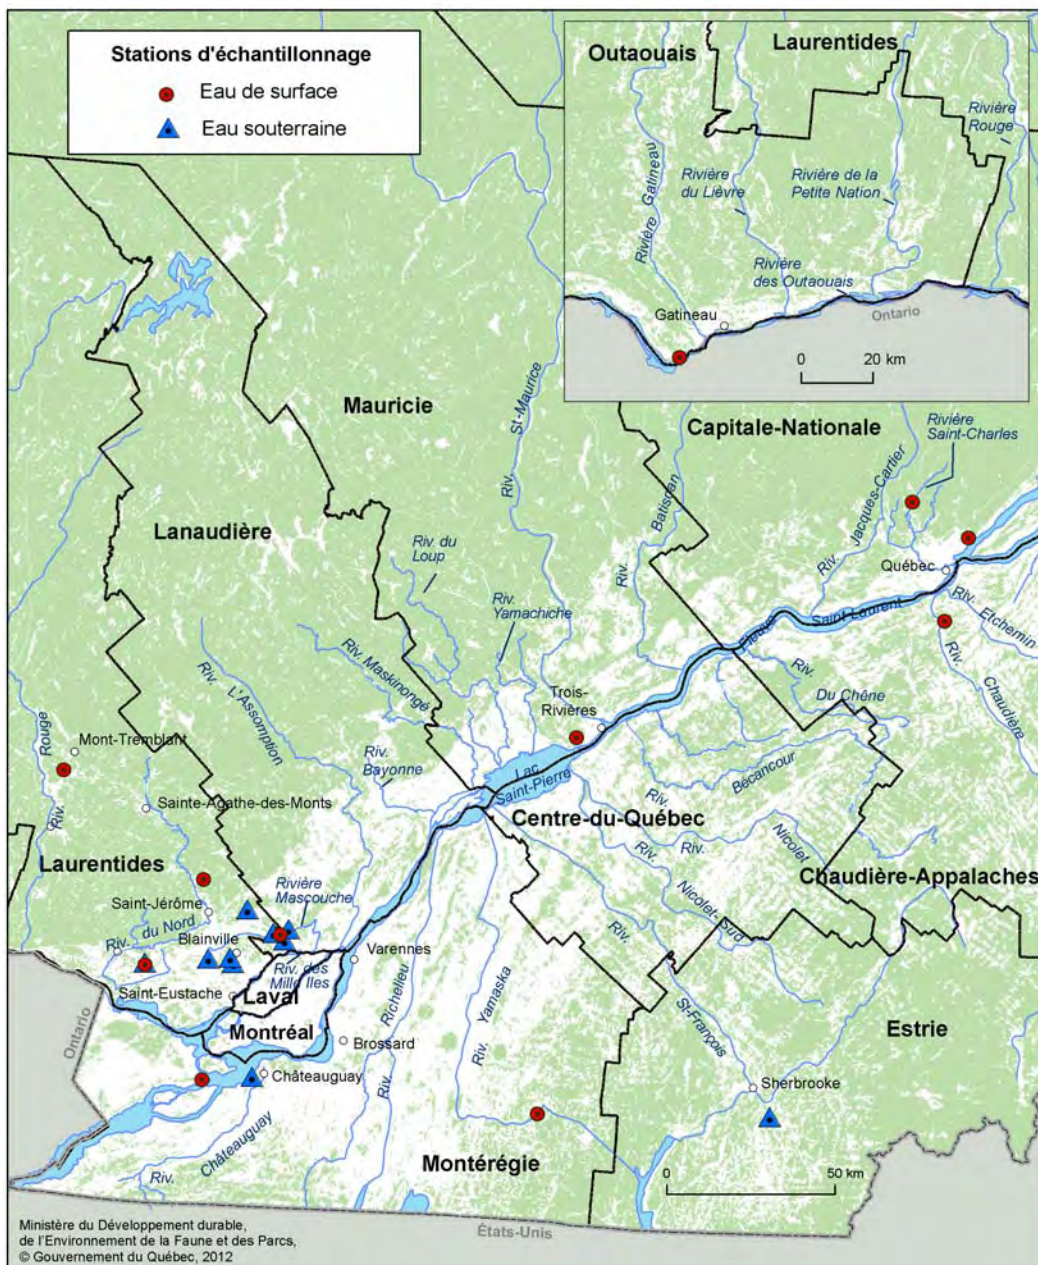 Stations d'échantillonnage
Eau de surface
Eau souterraine
Outaouais
Laurentides
Rivière
Rouge
Rivière Gatineau
Rivière
du Lièvre
Rivière de la
Petite Nation
Rivière
des Outaouais
Gatineau
Ontario
0 20 km
Mauricie
Capitale-Nationale
Rivière
Saint-Charles
Riv. St-Maurice
Riv. Batiscan
Riv. Jacques-Cartier
Lanaudière
Riv. du
Loup
Riv.
Yamachiche
Québec
Riv. Etchemin
Fleuve Saint-Laurent
Riv. Maskinongé
Riv. L'Assomption
Riv. Chaudière
Riv. Du Chêne
Trois-
Rivières
Mont-Tremblant
Riv. Rouge
Riv.
Bayonne
Lac
Saint-Pierre
Bécancour
Sainte-Agathe-des-Monts
Centre-du-Québec
Riv.
Riv. Nicolet
Riv. Nicolet-Sud
Laurentides
Chaudière-Appalaches
Rivière
Mascouche
Saint-Jérôme
Riv. du Nord
Blainville
Varennes
Riv. des
Mille Iles
Saint-Eustache
Laval
Montréal
Riv. Richelieu
Riv. Yamaska
Riv. St-François
Estrie
Ontario
Brossard
Châteauguay
Sherbrooke
Riv. Châteauguay
Montérégie
0 50 km
États-Unis
Ministère du Développement durable,
de l'Environnement de la Faune et des Parcs,
© Gouvernement du Québec, 2012